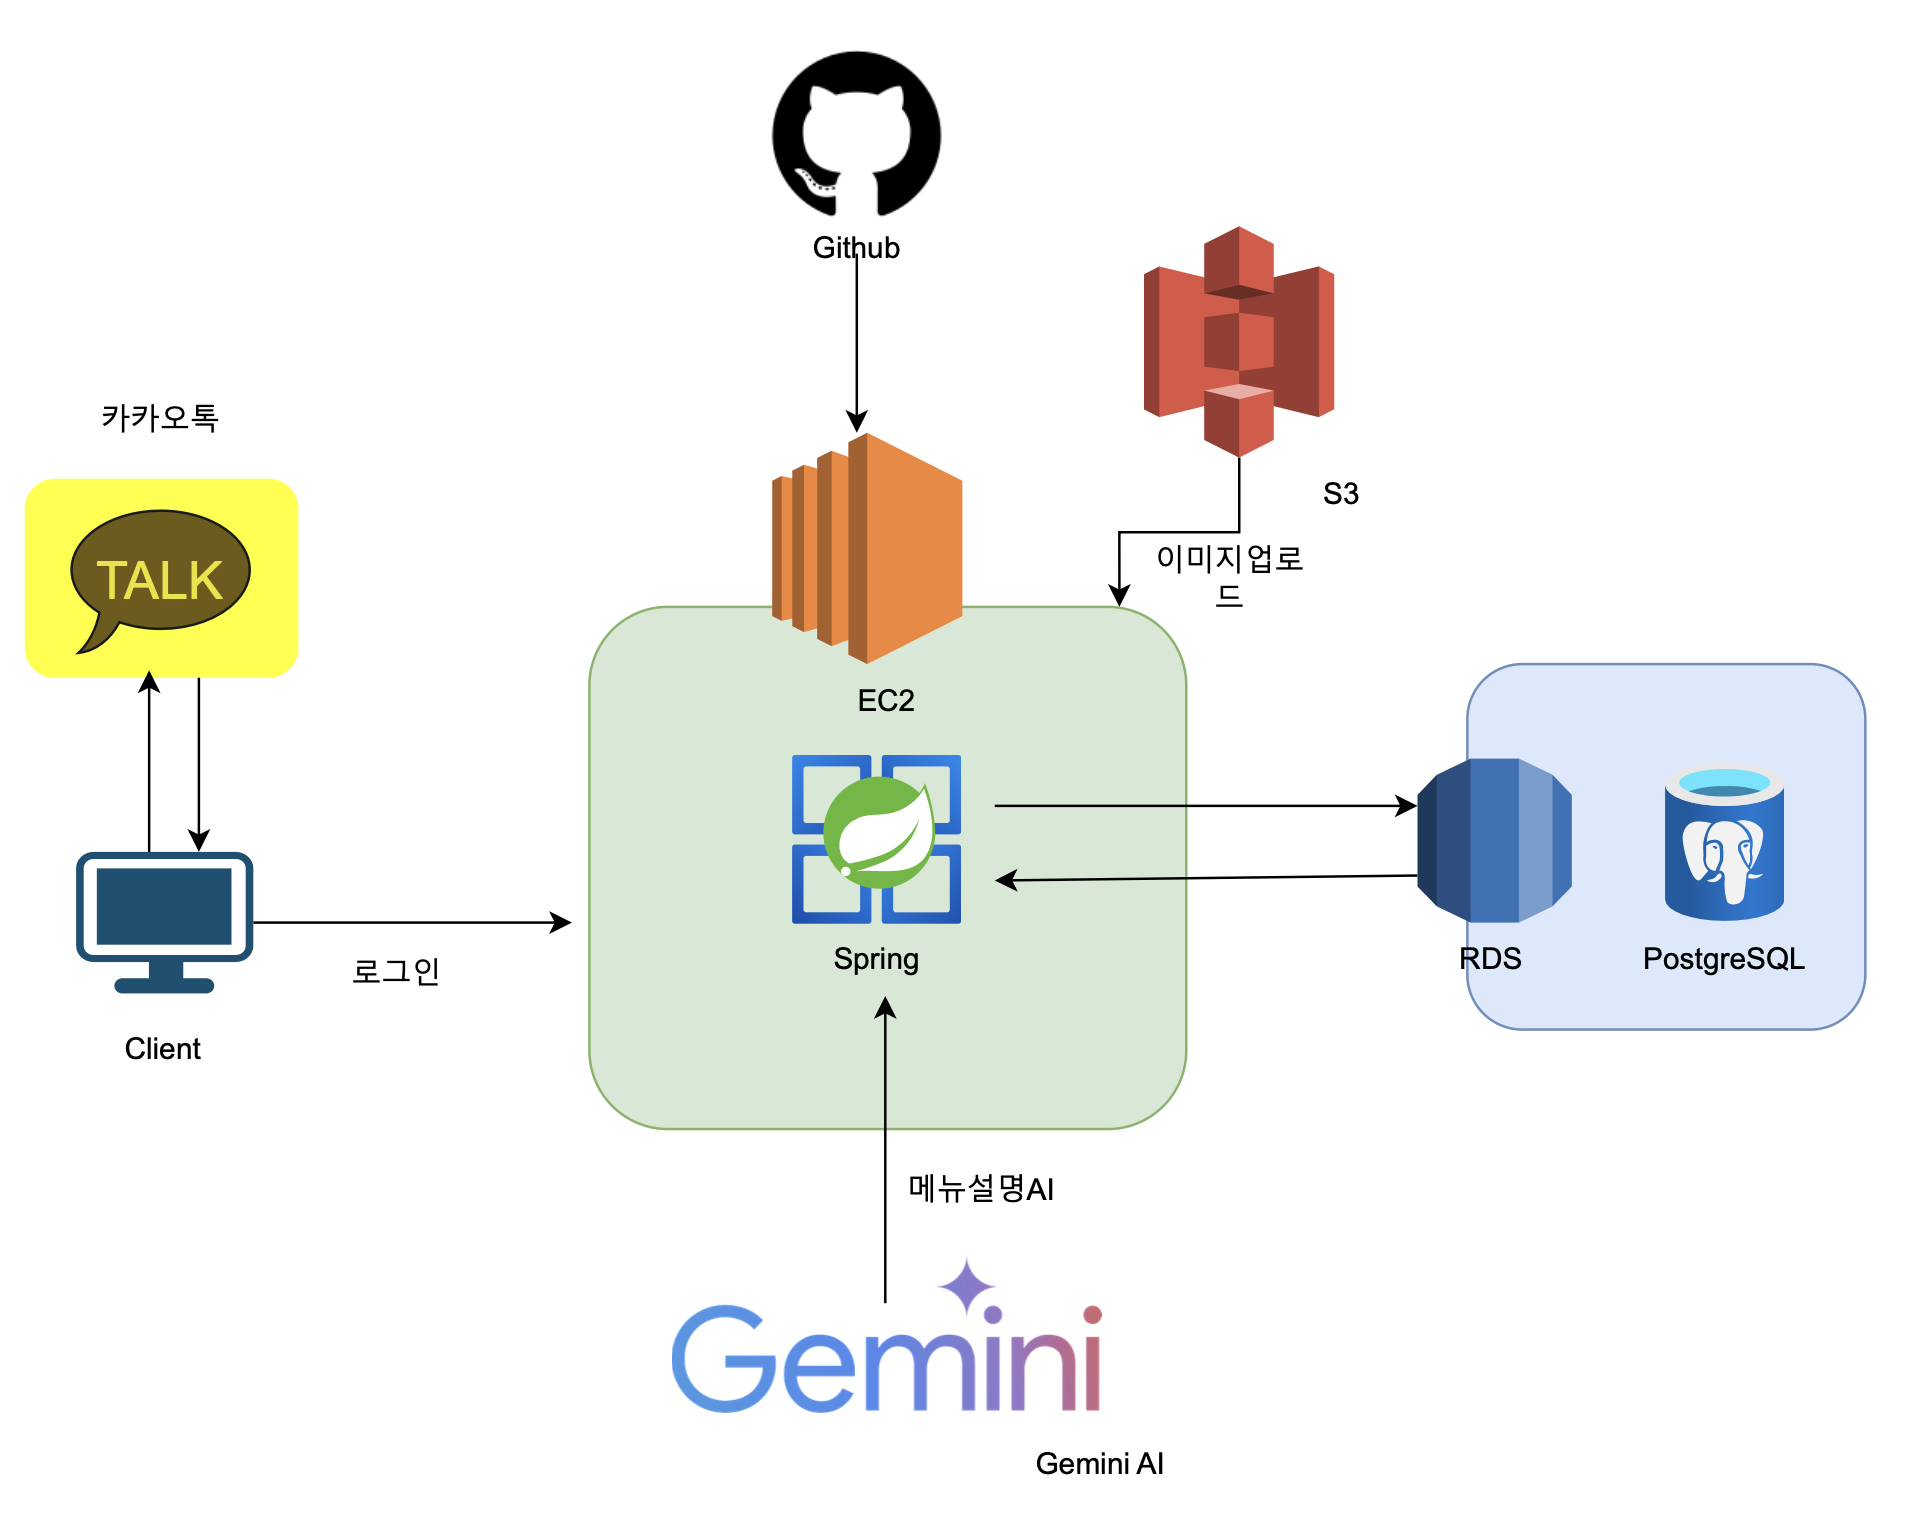 Github
카카오톡
S3
TALK
이미지업로
드
EC2
Spring
RDS
PostgreSQL
로그인
Client
메뉴설명AI
Gemini
Gemini AI